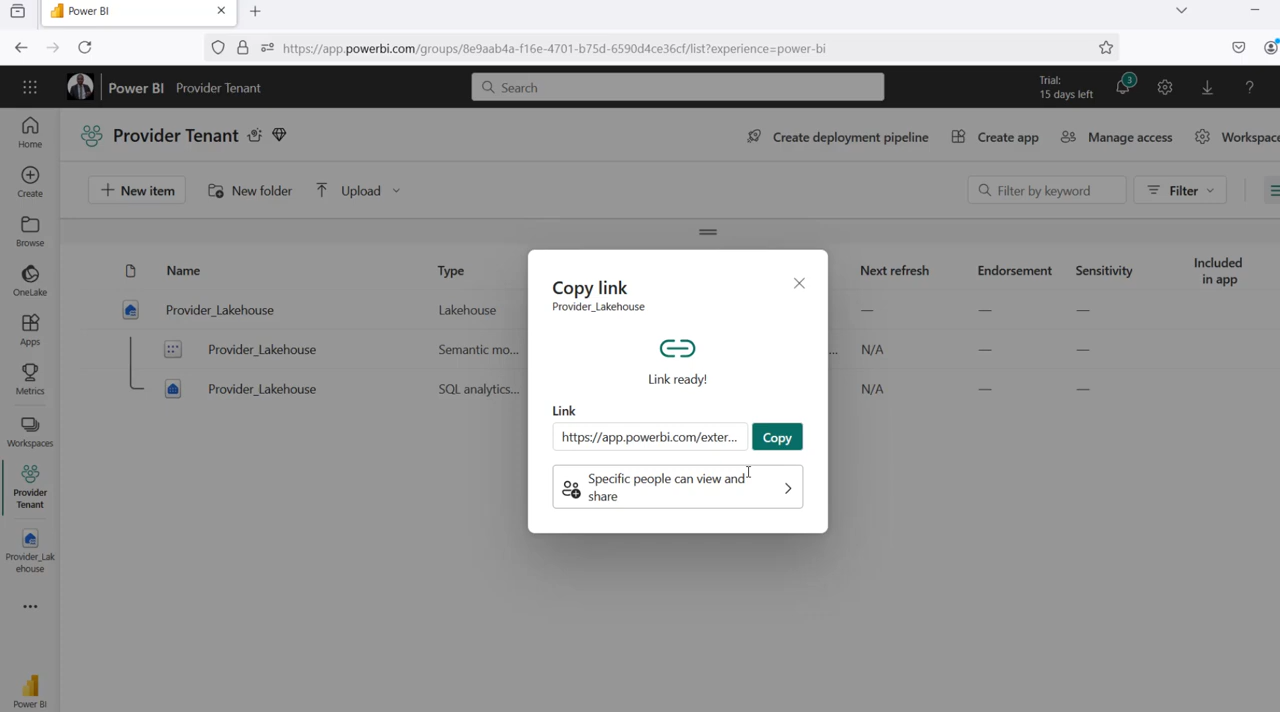 Power BI
https://app.powerbi.com/groups/8e9aab4a-f16e-4701-b75d-6590d4ce36cf/list?experience=power-bi
Power BI Provider Tenant
Search
Trial:
15 days left
3
Home
Create
Browse
OneLake
Apps
Metrics
Workspaces
Provider
Tenant
Provider_Lak
ehouse
Power BI
Provider Tenant
Create deployment pipeline
Create app
Manage access
Workspace
New item
New folder
Upload
Filter by keyword
Filter
Name Type Next refresh Endorsement Sensitivity Included
in app
Provider_Lakehouse Lakehouse — — —
Provider_Lakehouse Semantic mo... ... N/A — —
Provider_Lakehouse SQL analytics... N/A — —
Copy link
Provider_Lakehouse
Link ready!
Link
https://app.powerbi.com/exter...
Copy
Specific people can view and
share